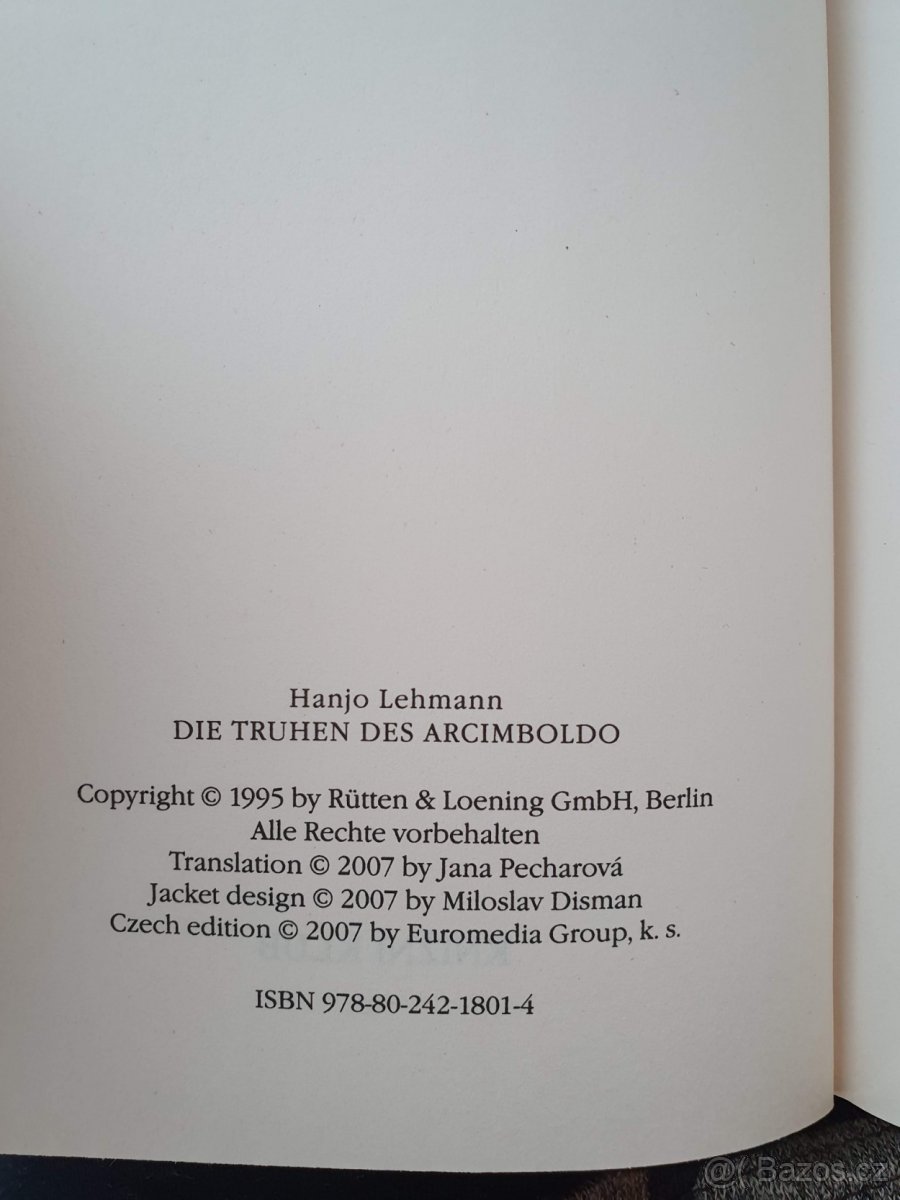 Hanjo Lehmann
DIE TRUHEN DES ARCIMBOLDO
Copyright © 1995 by Rütten & Loening GmbH, Berlin
Alle Rechte vorbehalten
Translation © 2007 by Jana Pecharová
Jacket design © 2007 by Miloslav Disman
Czech edition © 2007 by Euromedia Group, k. s.
ISBN 978-80-242-1801-4
@( Bazos.cz